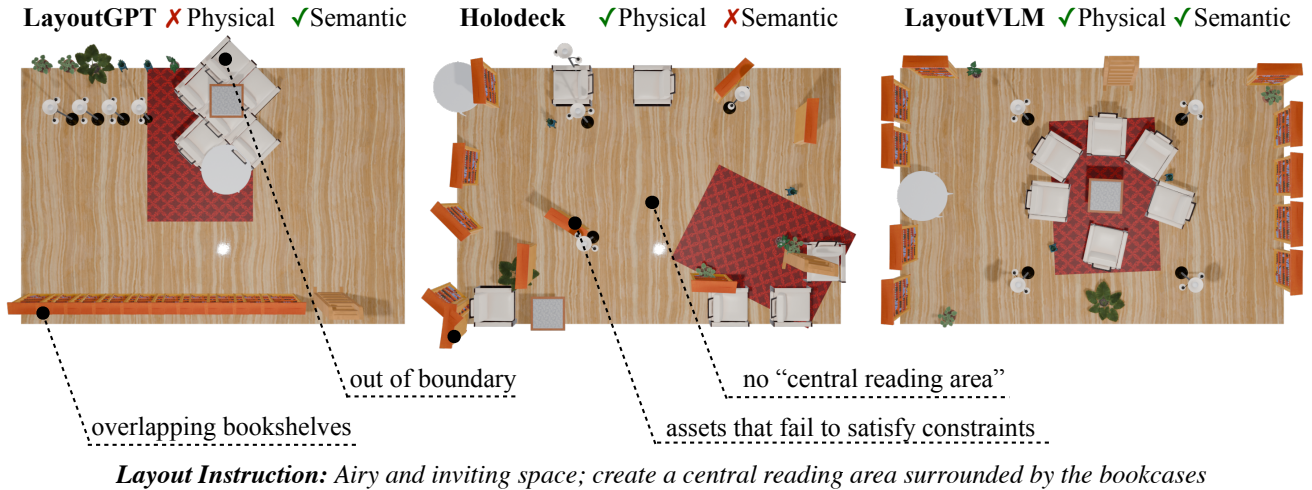 LayoutGPT ✗ Physical ✓Semantic
Holodeck ✓Physical ✗Semantic
LayoutVLM ✓Physical ✓Semantic
out of boundary
no “central reading area”
overlapping bookshelves
assets that fail to satisfy constraints
Layout Instruction: Airy and inviting space; create a central reading area surrounded by the bookcases